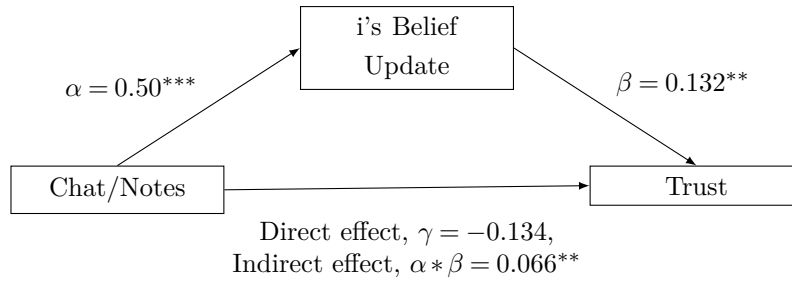 i's Belief
Update
α = 0.50***
β = 0.132**
Chat/Notes
Trust
Direct effect, γ = −0.134,
Indirect effect, α * β = 0.066**